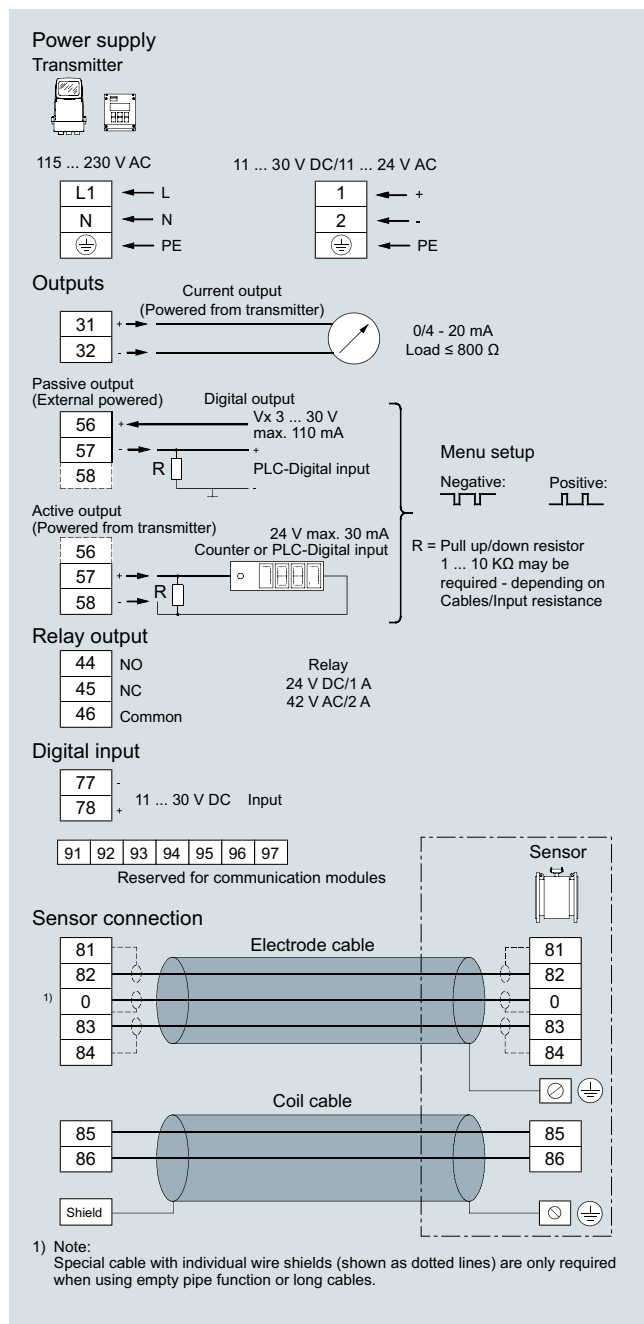 Power supply
Transmitter
115 ... 230 V AC
11 ... 30 V DC/11 ... 24 V AC
L1 L
N N
PE
1 +
2 -
PE
Outputs
Current output
(Powered from transmitter)
31 +
32 -
0/4 - 20 mA
Load ≤ 800 Ω
Passive output
(External powered)
Digital output
56 +
57 -
58
Vx 3 ... 30 V
max. 110 mA
+
R
PLC-Digital input
-
Menu setup
Negative:
Positive:
R = Pull up/down resistor
1 ... 10 KΩ may be
required - depending on
Cables/Input resistance
Active output
(Powered from transmitter)
24 V max. 30 mA
Counter or PLC-Digital input
56
57 +
58 -
R
Relay output
44 NO
45 NC
46 Common
Relay
24 V DC/1 A
42 V AC/2 A
Digital input
77 -
78 +
11 ... 30 V DC Input
91 92 93 94 95 96 97
Reserved for communication modules
Sensor
Sensor connection
Electrode cable
81 81
82 82
1) 0 0
83 83
84 84
Coil cable
85 85
86 86
Shield
1) Note:
Special cable with individual wire shields (shown as dotted lines) are only required
when using empty pipe function or long cables.